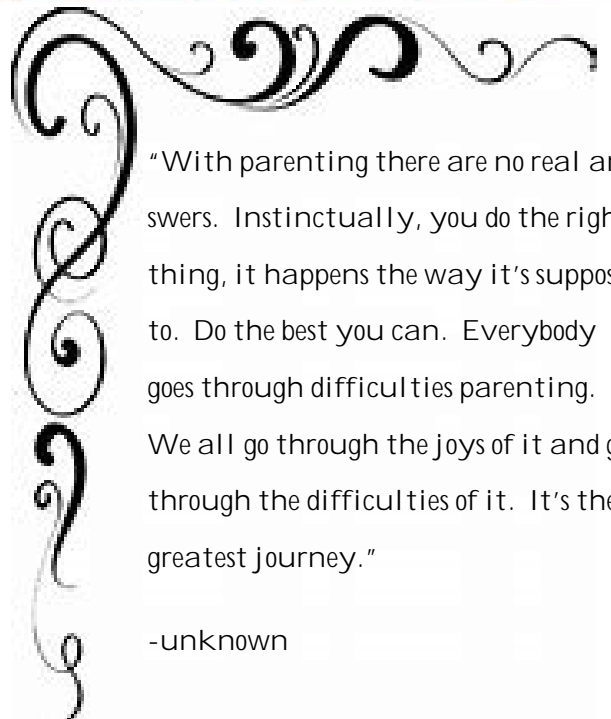 “With parenting there are no real an
swers. Instinctually, you do the righ
thing, it happens the way it's suppos
to. Do the best you can. Everybody
goes through difficulties parenting.
We all go through the joys of it and g
through the difficulties of it. It's the
greatest journey.”
-unknown